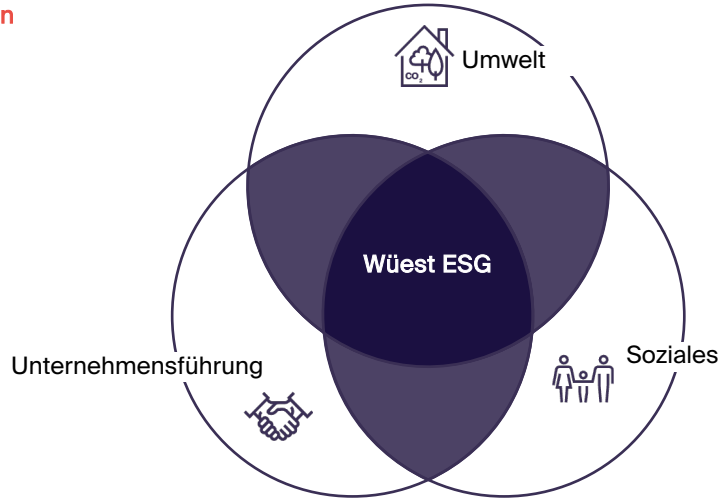 n
Umwelt
CO₂
Wüest ESG
Soziales
Unternehmensführung